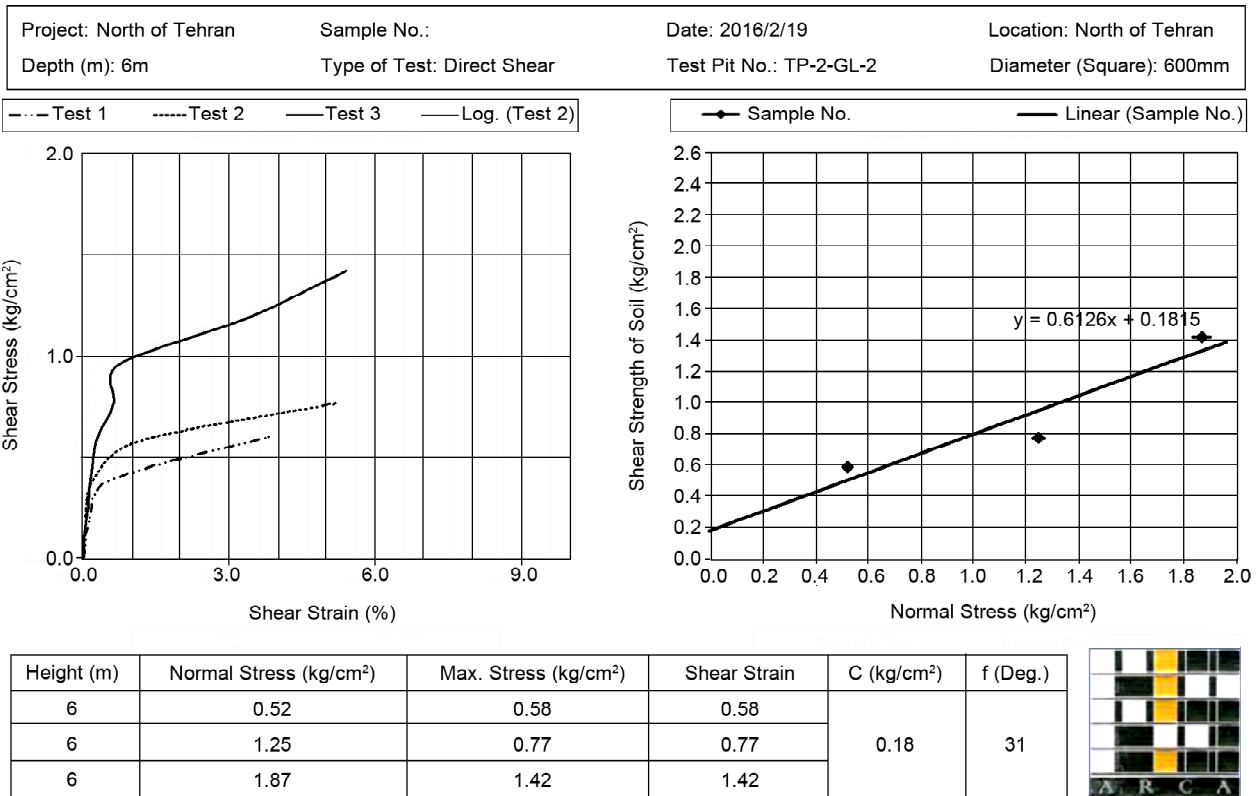 Project: North of Tehran Sample No.: Date: 2016/2/19 Location: North of Tehran
Depth (m): 6m Type of Test: Direct Shear Test Pit No.: TP-2-GL-2 Diameter (Square): 600mm
Test 1 Test 2 Test 3 Log. (Test 2)
2.0
1.0
0.0
Shear Stress (kg/cm²)
0.0 3.0 6.0 9.0
Shear Strain (%)
Sample No. Linear (Sample No.)
2.6
2.4
2.2
2.0
1.8
1.6
1.4
1.2
1.0
0.8
0.6
0.4
0.2
0.0
Shear Strength of Soil (kg/cm²)
y = 0.6126x + 0.1815
0.0 0.2 0.4 0.6 0.8 1.0 1.2 1.4 1.6 1.8 2.0
Normal Stress (kg/cm²)
Height (m) Normal Stress (kg/cm²) Max. Stress (kg/cm²) Shear Strain C (kg/cm²) f (Deg.)
6 0.52 0.58 0.58
6 1.25 0.77 0.77 0.18 31
6 1.87 1.42 1.42
A R C A